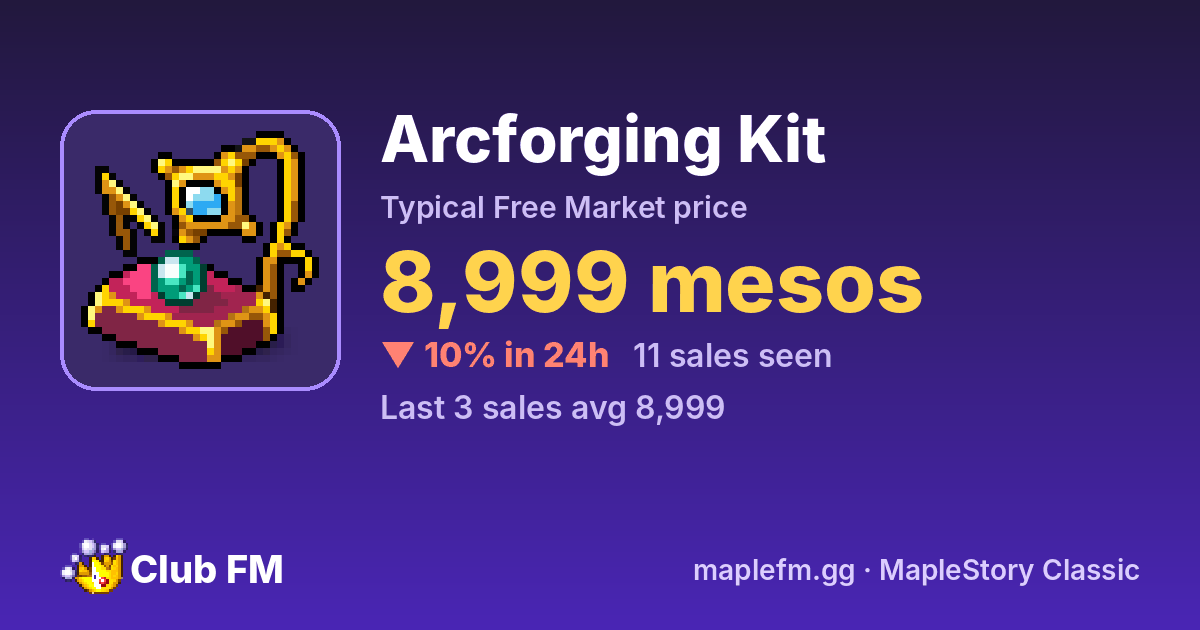 Arcforging Kit
Typical Free Market price
8,999 mesos
▼ 10% in 24h 11 sales seen
Last 3 sales avg 8,999
Club FM
maplefm.gg · MapleStory Classic